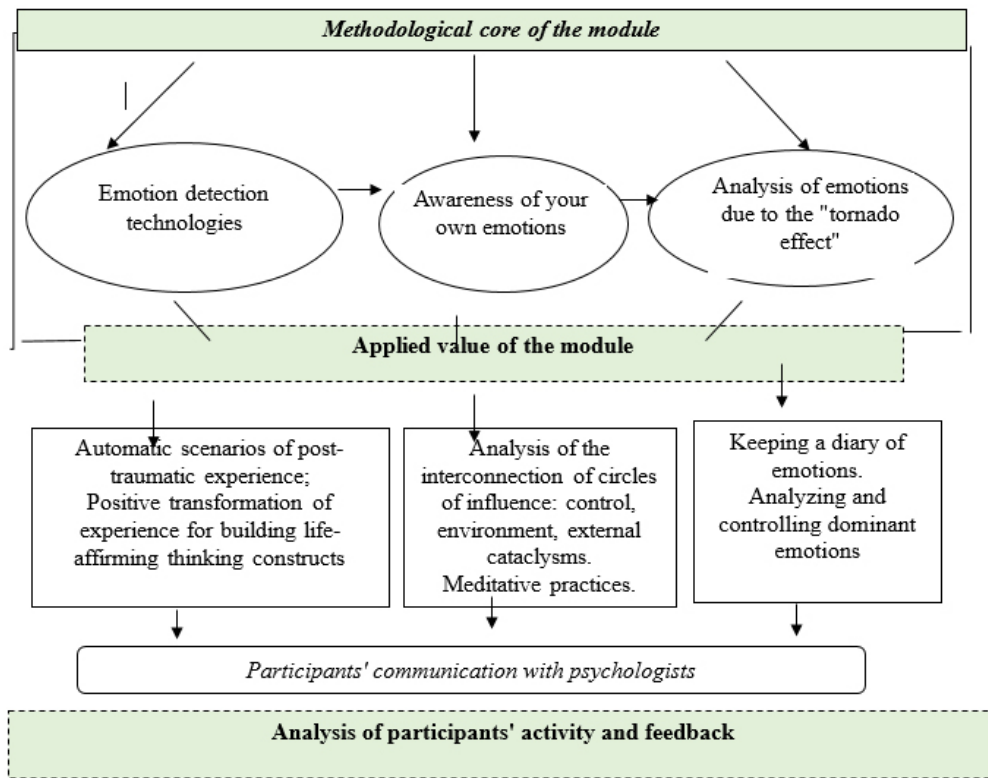 Methodological core of the module
Emotion detection
technologies
Awareness of your
own emotions
Analysis of emotions
due to the "tornado
effect"
Applied value of the module
Automatic scenarios of post-
traumatic experience;
Positive transformation of
experience for building life-
affirming thinking constructs
Analysis of the
interconnection of circles
of influence: control,
environment, external
cataclysms.
Meditative practices.
Keeping a diary of
emotions.
Analyzing and
controlling dominant
emotions
Participants' communication with psychologists
Analysis of participants' activity and feedback